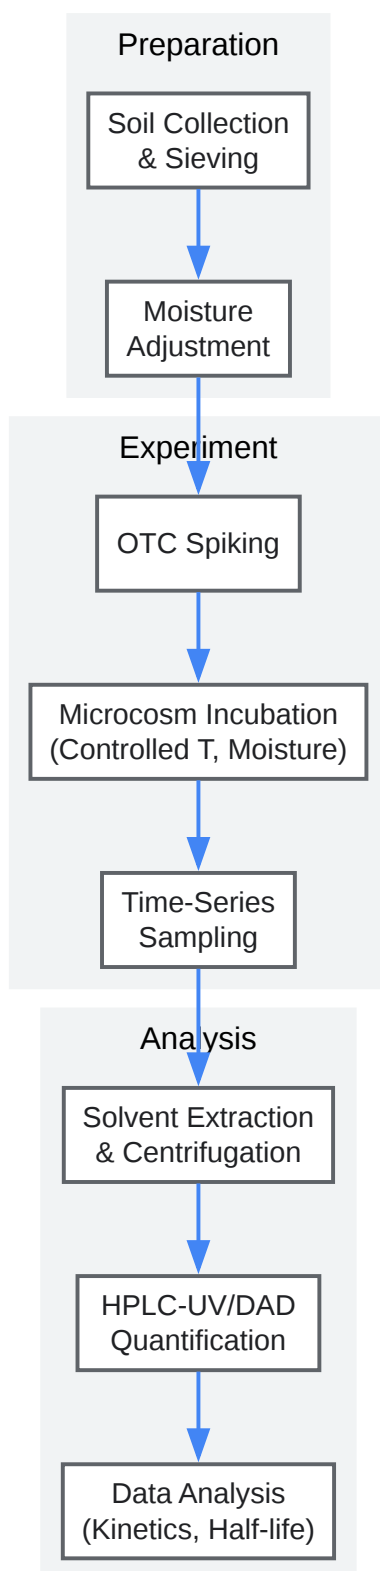 Preparation
Soil Collection
& Sieving
Moisture
Adjustment
Experiment
OTC Spiking
Microcosm Incubation
(Controlled T, Moisture)
Time-Series
Sampling
Analysis
Solvent Extraction
& Centrifugation
HPLC-UV/DAD
Quantification
Data Analysis
(Kinetics, Half-life)